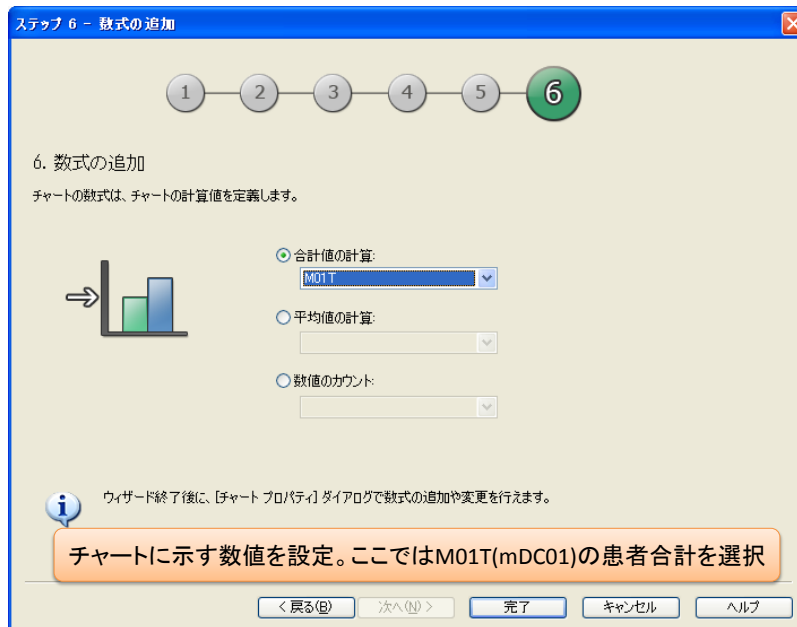 ステップ 6 - 数式の追加
1 2 3 4 5 6
6. 数式の追加
チャートの数式は、チャートの計算値を定義します。
合計値の計算:
M01T
平均値の計算:
数値のカウント:
ウィザード終了後に、[チャート プロパティ] ダイアログで数式の追加や変更を行えます。
チャートに示す数値を設定。ここではM01T(mDC01)の患者合計を選択
< 戻る(B) 次へ(N) > 完了 キャンセル ヘルプ